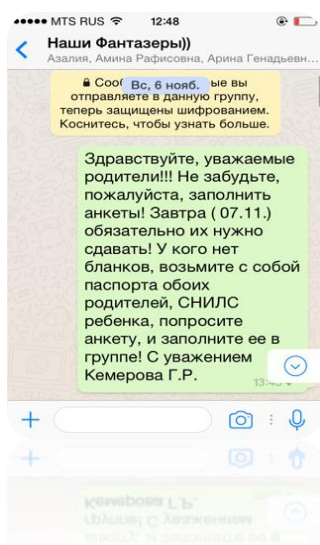 MTS RUS 12:48
Наши Фантазеры))
Азалия, Амина Рафисовна, Арина Генадьевн...
Вс, 6 нояб.
ые вы
отправляете в данную группу,
теперь защищены шифрованием.
Коснитесь, чтобы узнать больше.
Здравствуйте, уважаемые
родители!!! Не забудьте,
пожалуйста, заполнить
анкеты! Завтра ( 07.11.)
обязательно их нужно
сдавать! У кого нет
бланков, возьмите с собой
паспорта обоих
родителей, СНИЛС
ребенка, попросите
анкету, и заполните ее в
группе! С уважением
Кемерова Г.Р.